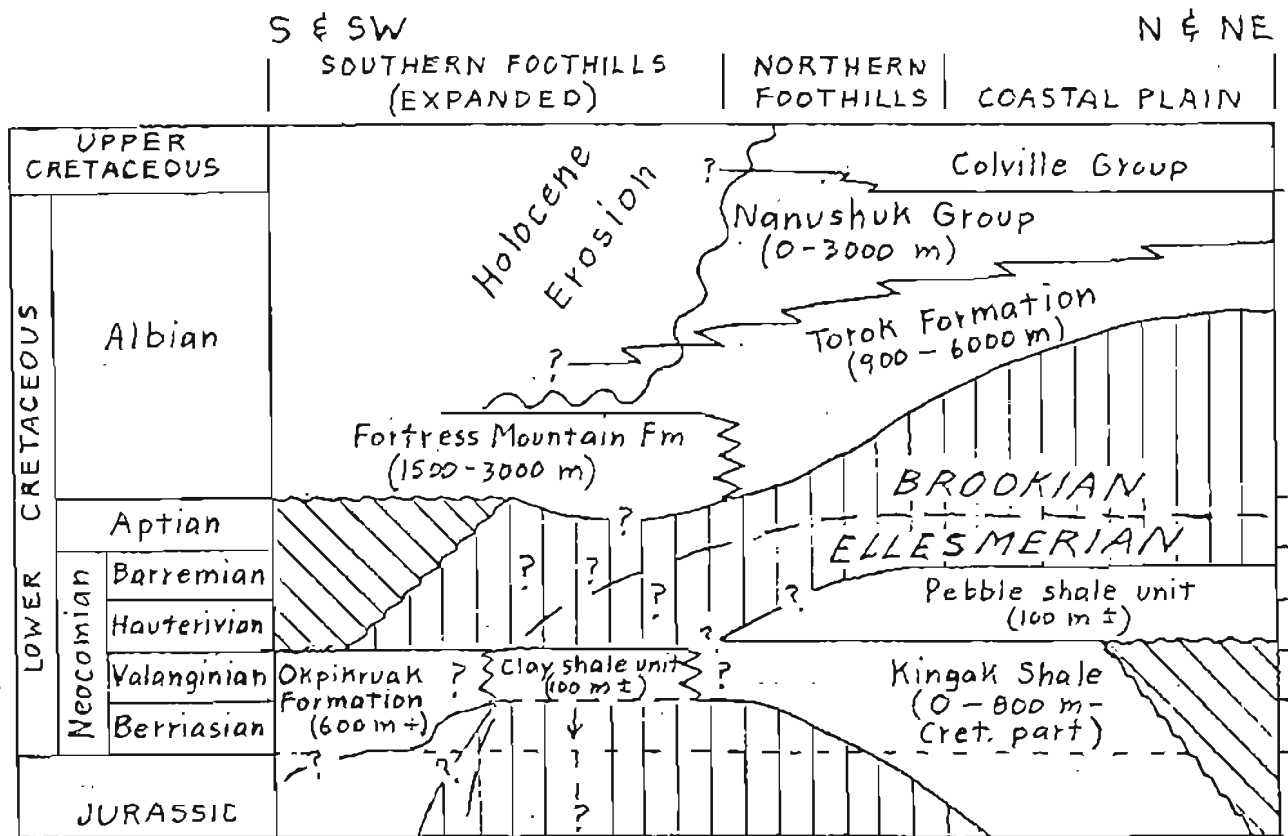 S & SW
N & NE
SOUTHERN FOOTHILLS
(EXPANDED)
NORTHERN
FOOTHILLS
COASTAL PLAIN
UPPER
CRETACEOUS
LOWER CRETACEOUS
Albian
Aptian
Neocomian
Barremian
Hauterivian
Valanginian
Berriasian
JURASSIC
Holocene
Erosion
?
Colville Group
Nanushuk Group
(0-3000 m)
?
Torok Formation
(900-6000 m)
Fortress Mountain Fm
(1500-3000 m)
BROOKIAN
?
ELLESMERIAN
? ? ?
?
Pebble shale unit
(100 m ±)
?
Okpikruak
Formation
(600 m ±)
?
Clay shale unit
(100 m ±)
?
Kingak Shale
(0-800 m-
Cret. part)
?
?
?